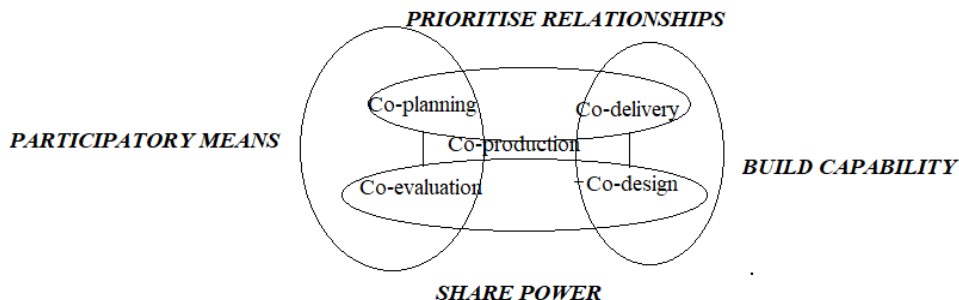 PRIORITISE RELATIONSHIPS
Co-planning
Co-delivery
PARTICIPATORY MEANS
Co-production
BUILD CAPABILITY
Co-evaluation
Co-design
SHARE POWER